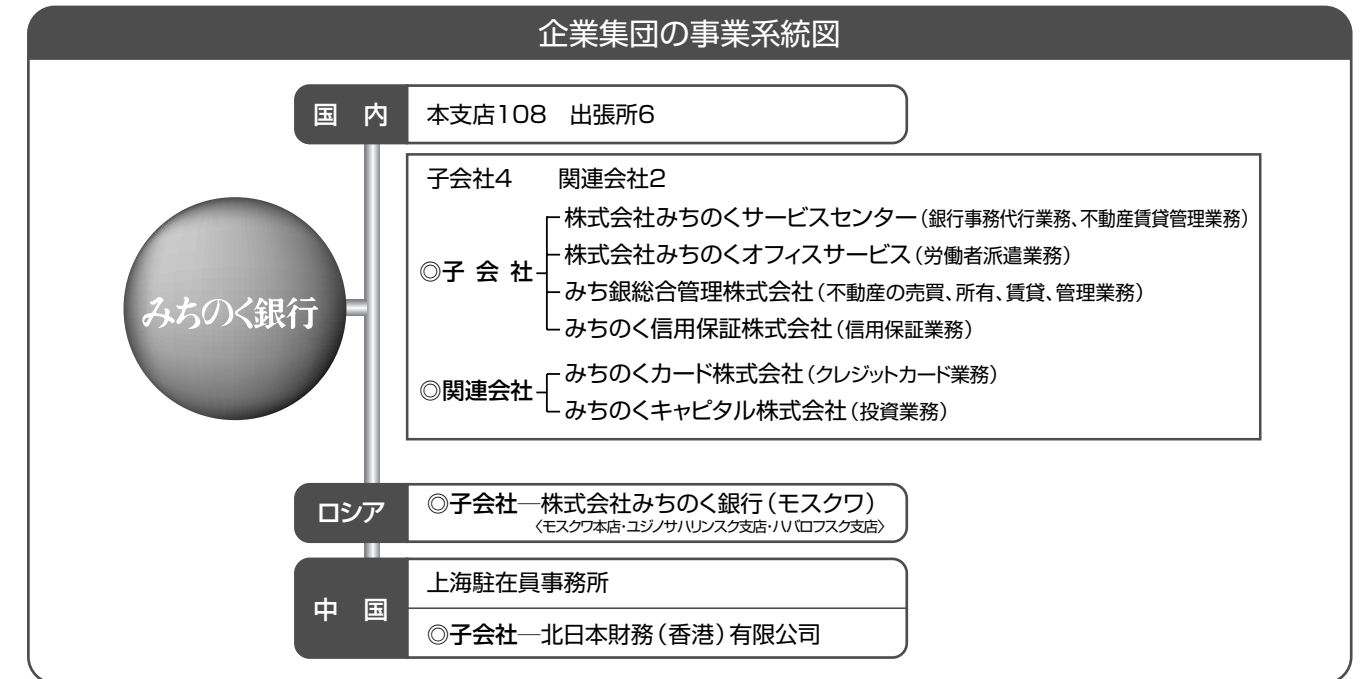 企業集団の事業系統図
みちのく銀行
国 内
本支店108 出張所6
子会社4 関連会社2
◎子 会 社
株式会社みちのくサービスセンター(銀行事務代行業務、不動産賃貸管理業務)
株式会社みちのくオフィスサービス(労働者派遣業務)
みち銀総合管理株式会社(不動産の売買、所有、賃貸、管理業務)
みちのく信用保証株式会社(信用保証業務)
◎関連会社
みちのくカード株式会社(クレジットカード業務)
みちのくキャピタル株式会社(投資業務)
ロシア
◎子会社─株式会社みちのく銀行(モスクワ)
〈モスクワ本店・ユジノサハリンスク支店・ハバロフスク支店〉
中 国
上海駐在員事務所
◎子会社─北日本財務(香港)有限公司